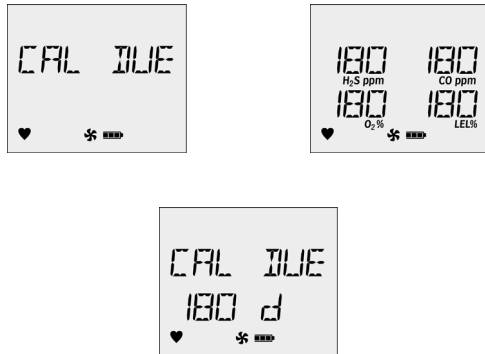 CAL DUE
180 180
H₂S ppm CO ppm
180 180
O₂% LEL%
CAL DUE
180 d